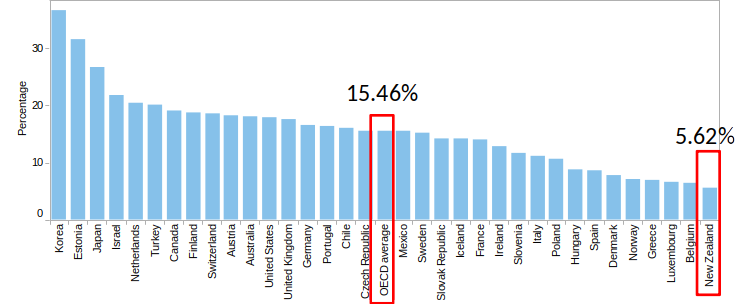 30
20
10
0
Percentage
15.46%
5.62%
Korea
Estonia
Japan
Israel
Netherlands
Turkey
Canada
Finland
Switzerland
Austria
Australia
United States
United Kingdom
Germany
Portugal
Chile
Czech Republic
OECD average
Mexico
Sweden
Slovak Republic
Iceland
France
Ireland
Slovenia
Italy
Poland
Hungary
Spain
Denmark
Norway
Greece
Luxembourg
Belgium
New Zealand